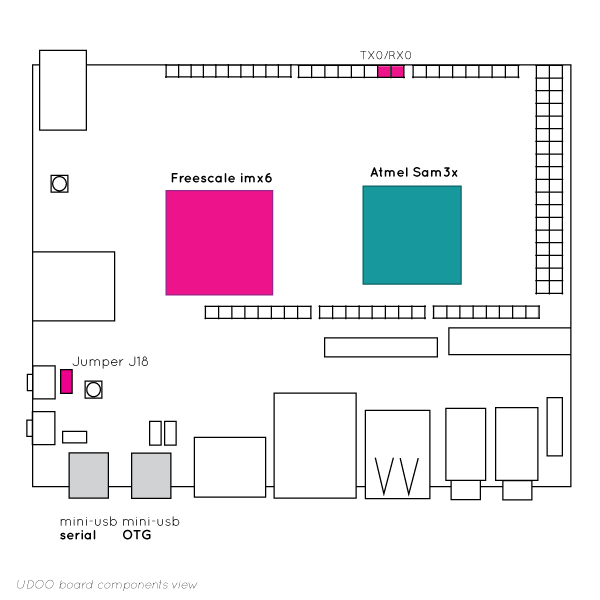 TX0/RX0
Freescale imx6
Atmel Sam3x
Jumper J18
mini-usb mini-usb
serial OTG
UDOO board components view